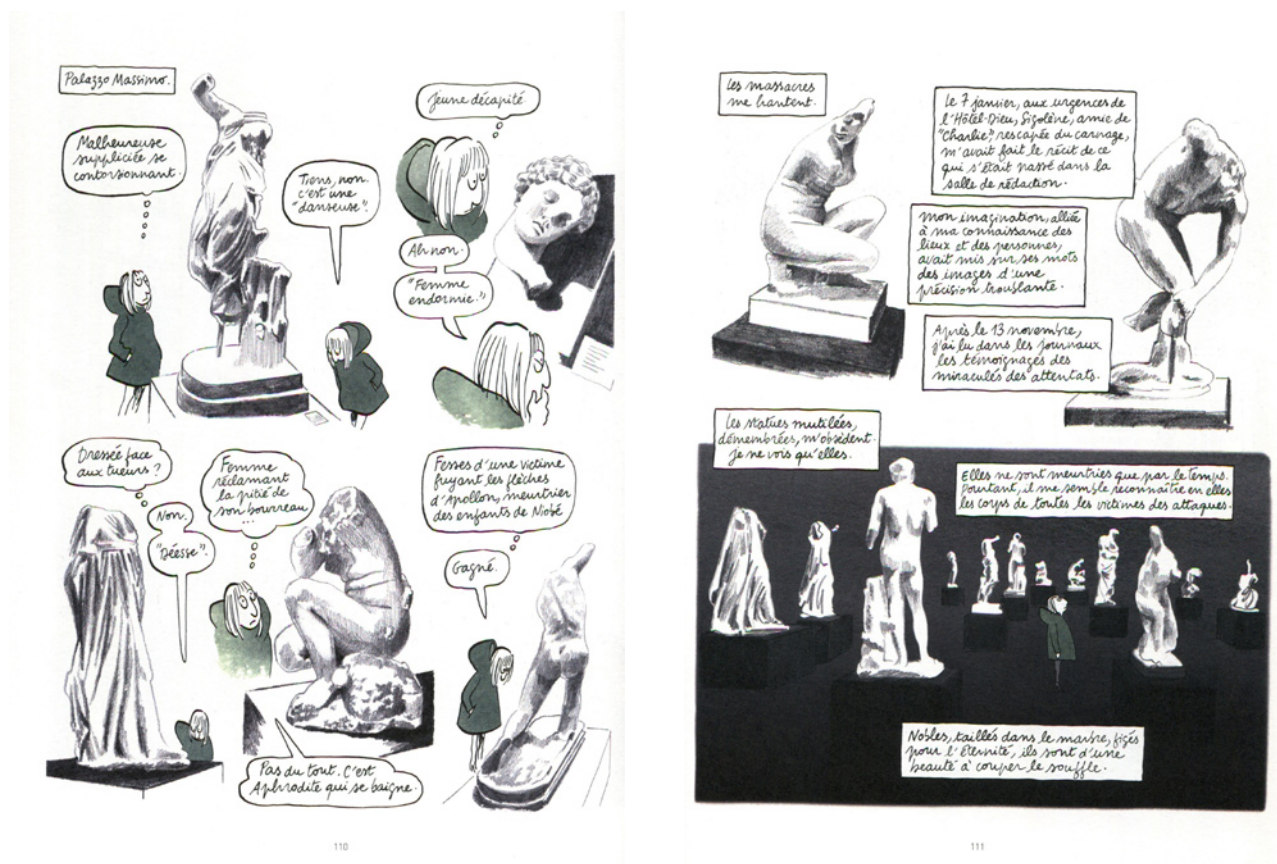 Palazzo Massimo.
Malheureuse
suppliciée se
contorsionnant.
Tiens, non.
c'est une
"danseuse".
jeune décapité
Ah non.
"Femme
endormie."
Dressée face
aux tueurs ?
Non.
"Déesse".
Femme
réclamant
la pitié de
son bourreau
...
Pas du tout. C'est
Aphrodite qui se baigne.
Fesses d'une victime
fuyant les flèches
d'Apollon, meurtrier
des enfants de Niobé
Gagné.
110
Les massacres
me hantent.
Le 7 janvier, aux urgences de
l'Hôtel-Dieu, Sigolène, amie de
"Charlie", rescapée du carnage,
m'avait fait le récit de ce
qui s'était passé dans la
salle de rédaction.
mon imagination, alliée
à ma connaissance des
lieux et des personnes,
avait mis sur ses mots
des images d'une
précision troublante.
Après le 13 novembre,
j'ai lu dans les journaux
les témoignages des
miraculés des attentats.
Les statues mutilées,
démembrées, m'obsèdent.
Je ne vois qu'elles.
Elles ne sont meurtries que par le temps.
Pourtant, il me semble reconnaître en elles
les corps de toutes les victimes des attaques.
Nobles, taillés dans le marbre, figés
pour l'éternité, ils sont d'une
beauté à couper le souffle.
111